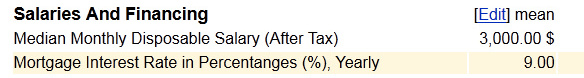 Salaries And Financing [Edit] mean
Median Monthly Disposable Salary (After Tax) 3,000.00 $
Mortgage Interest Rate in Percentanges (%), Yearly 9.00